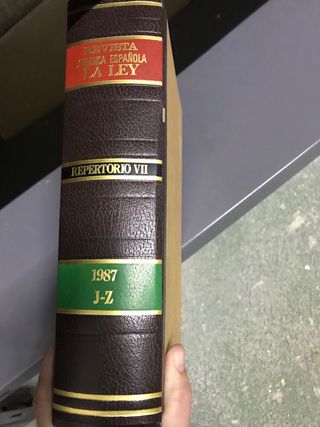 REVISTA
JURIDICA ESPAÑOLA
LA LEY
REPERTORIO VII
1987
J-Z